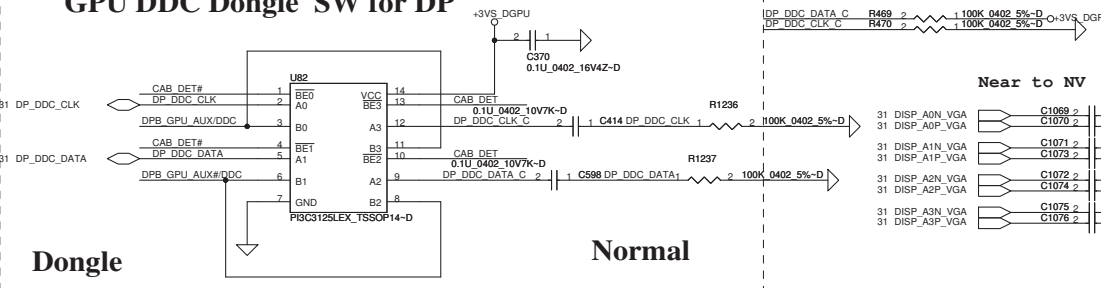 GPU DDC Dongle SW for DP
+3VS_DGPU
2 1
C370
0.1U_0402_16V4Z~D
DP_DDC_DATA_C R469 2 1 100K_0402_5%~D +3VS_DGP
DP_DDC_CLK_C R470 1 2 100K_0402_5%~D
U82
CAB_DET# 1 BE0 VCC 14
31 DP_DDC_CLK DP_DDC_CLK 2 A0 BE3 13 CAB_DET
0.1U_0402_10V7K~D
DPB_GPU_AUX/DDC 3 B0 A3 12 DP_DDC_CLK_C 2 1 C414 DP_DDC_CLK 1 R1236 2 100K_0402_5%~D
CAB_DET# 4 BE1 B3 11
31 DP_DDC_DATA DP_DDC_DATA 5 A1 BE2 10 CAB_DET
0.1U_0402_10V7K~D
DPB_GPU_AUX#/DDC 6 B1 A2 9 DP_DDC_DATA_C 2 1 C598 DP_DDC_DATA 1 R1237 2 100K_0402_5%~D
7 GND B2 8
PI3C3125LEX_TSSOP14~D
Near to NV
31 DISP_A0N_VGA C1069 2
31 DISP_A0P_VGA C1070 2
31 DISP_A1N_VGA C1071 2
31 DISP_A1P_VGA C1073 2
31 DISP_A2N_VGA C1072 2
31 DISP_A2P_VGA C1074 2
31 DISP_A3N_VGA C1075 2
31 DISP_A3P_VGA C1076 2
Dongle
Normal